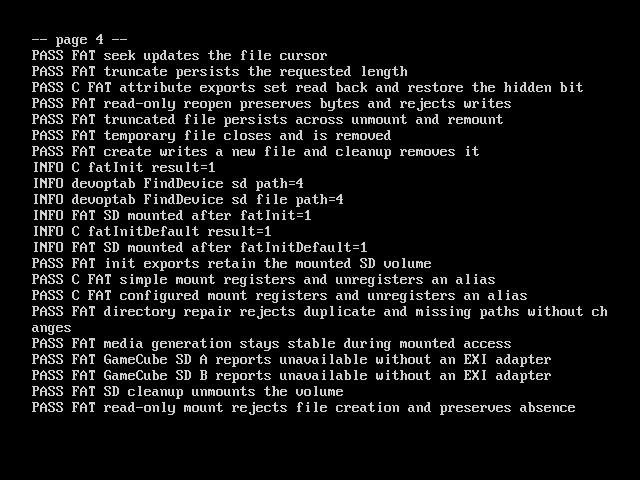 -- page 4 --
PASS FAT seek updates the file cursor
PASS FAT truncate persists the requested length
PASS C FAT attribute exports set read back and restore the hidden bit
PASS FAT read-only reopen preserves bytes and rejects writes
PASS FAT truncated file persists across unmount and remount
PASS FAT temporary file closes and is removed
PASS FAT create writes a new file and cleanup removes it
INFO C fatInit result=1
INFO devoptab FindDevice sd path=4
INFO devoptab FindDevice sd file path=4
INFO FAT SD mounted after fatInit=1
INFO C fatInitDefault result=1
INFO FAT SD mounted after fatInitDefault=1
PASS FAT init exports retain the mounted SD volume
PASS C FAT simple mount registers and unregisters an alias
PASS C FAT configured mount registers and unregisters an alias
PASS FAT directory repair rejects duplicate and missing paths without ch
anges
PASS FAT media generation stays stable during mounted access
PASS FAT GameCube SD A reports unavailable without an EXI adapter
PASS FAT GameCube SD B reports unavailable without an EXI adapter
PASS FAT SD cleanup unmounts the volume
PASS FAT read-only mount rejects file creation and preserves absence